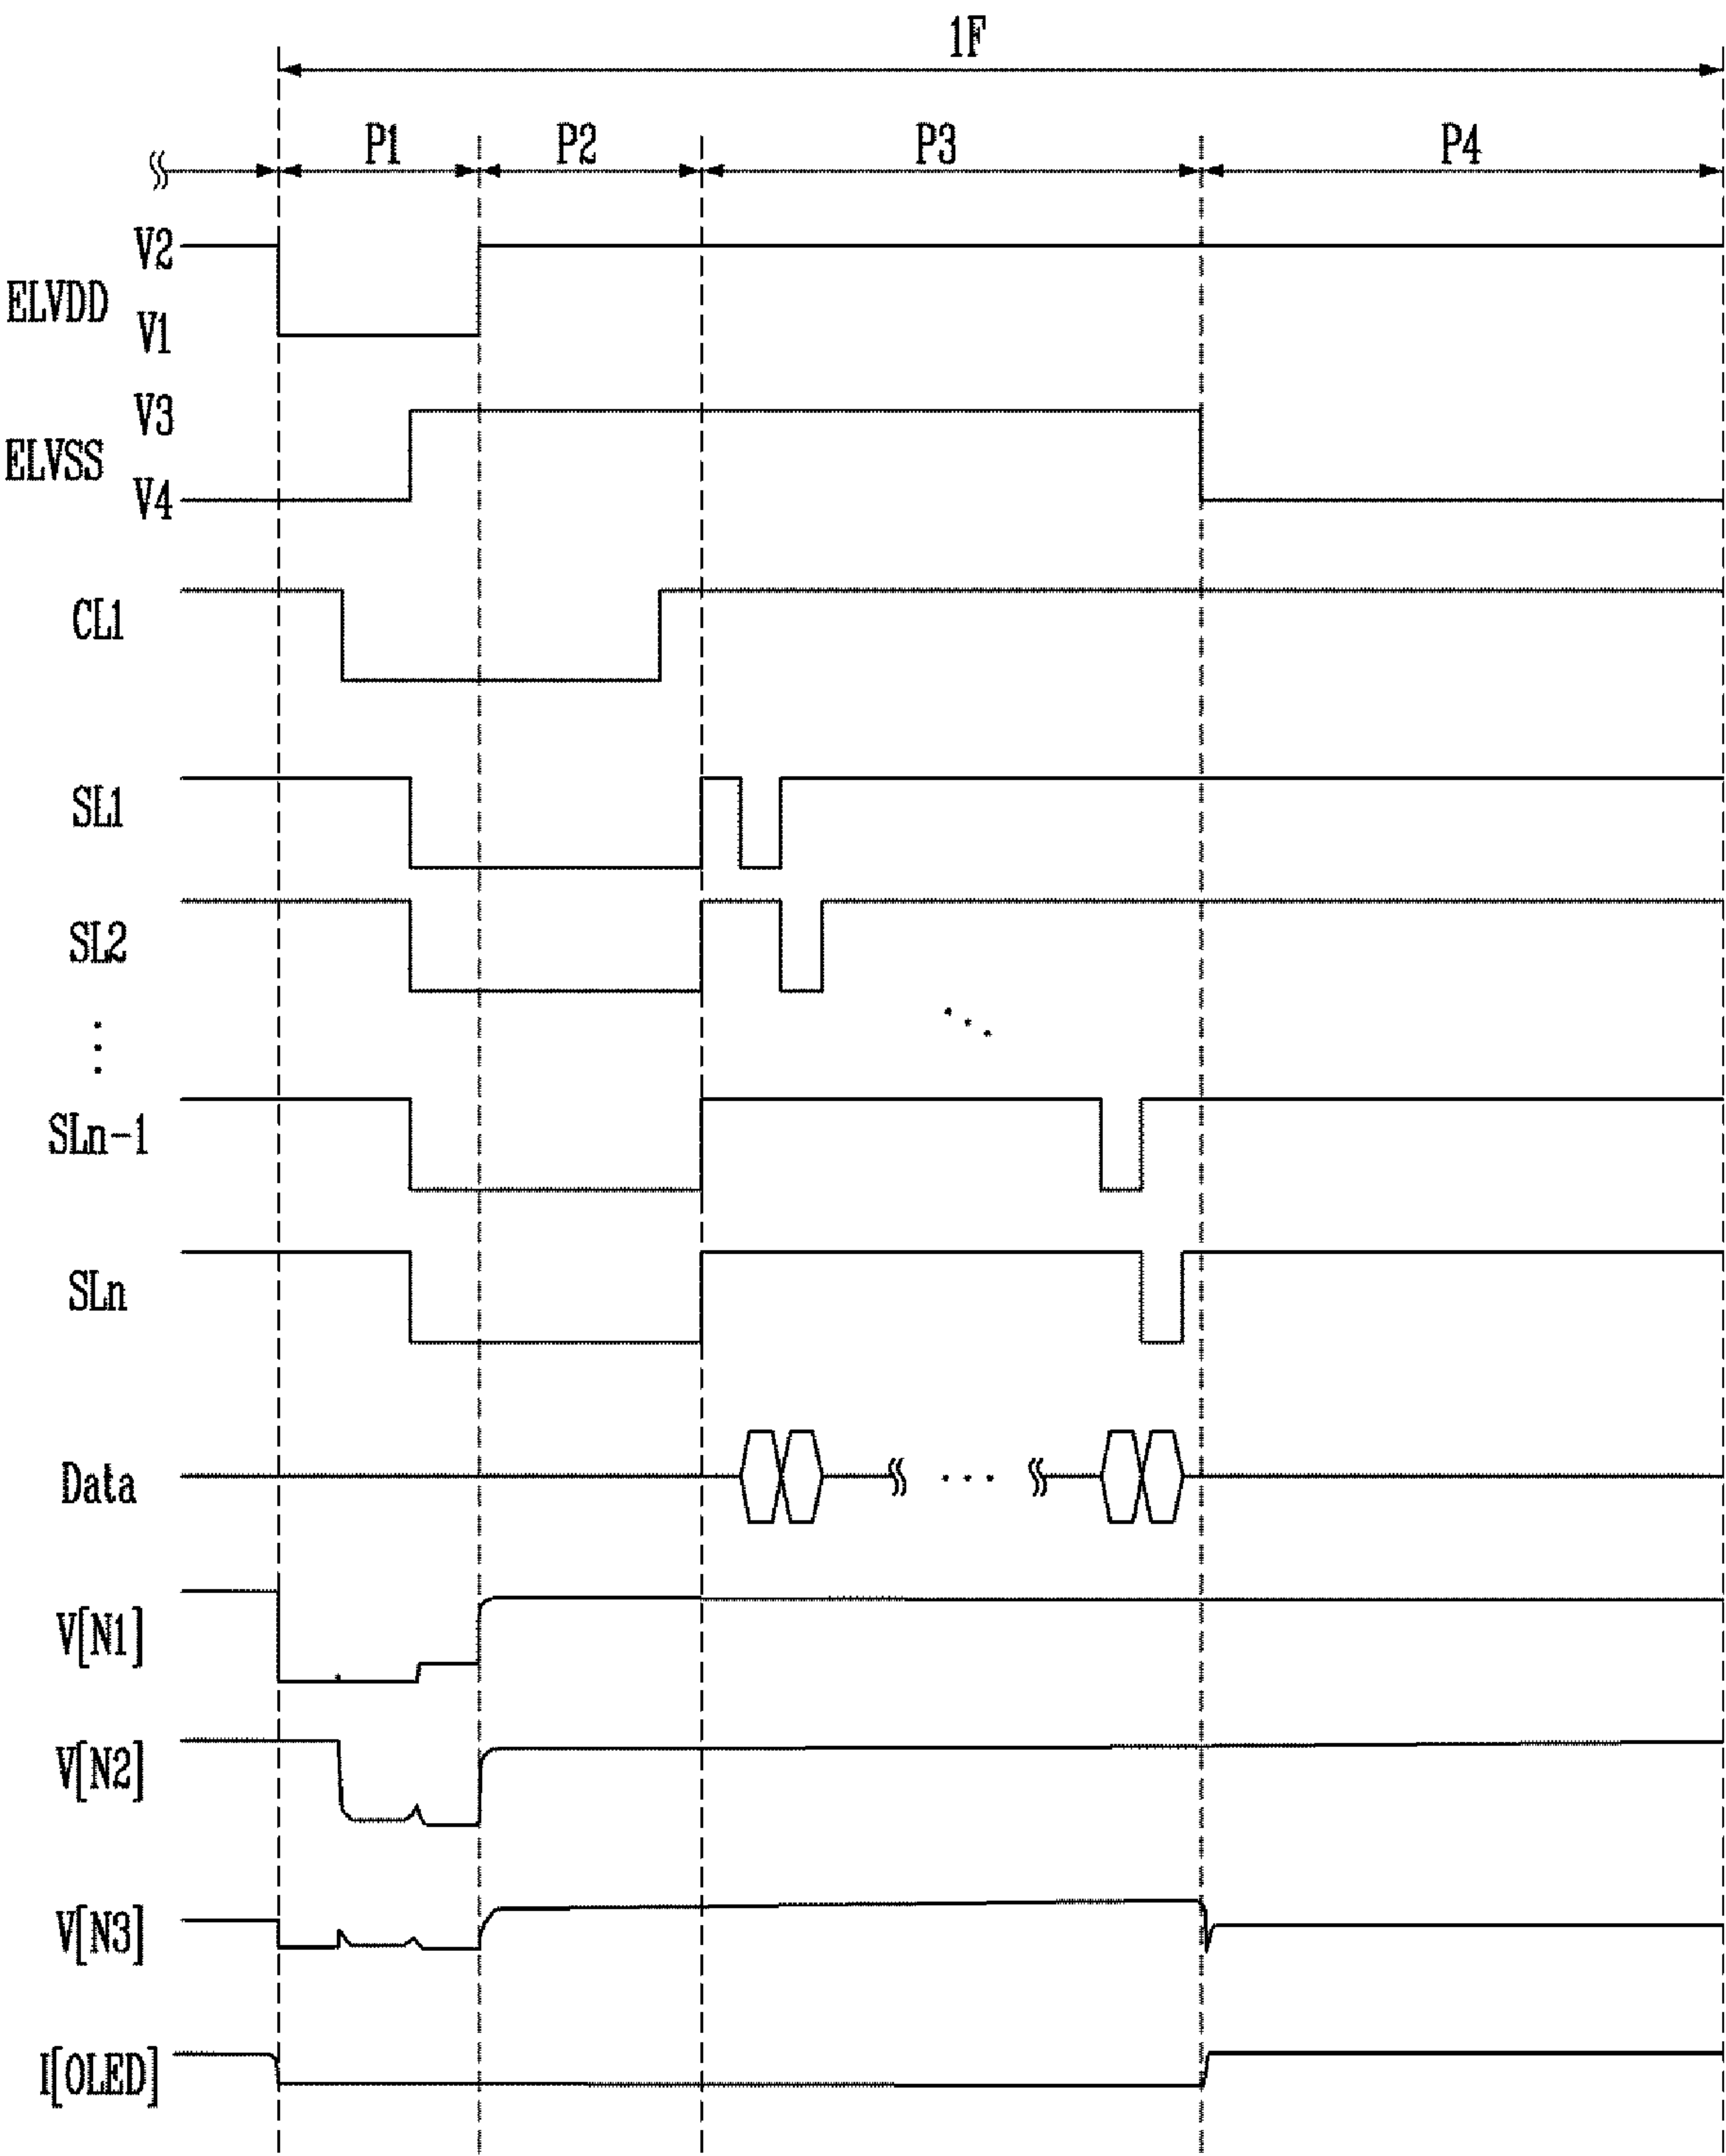 1F
P1 P2 P3 P4
V2
ELVDD
V1
V3
ELVSS
V4
CL1
SL1
SL2
SLn-1
SLn
Data
V[N1]
V[N2]
V[N3]
I[OLED]